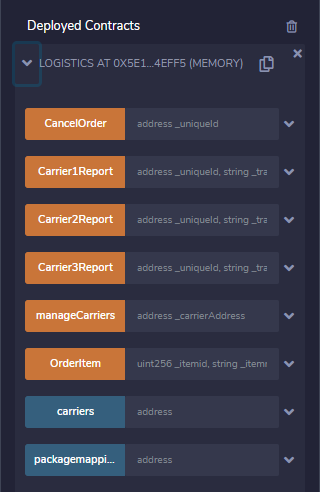 Deployed Contracts
LOGISTICS AT 0X5E1...4EFF5 (MEMORY)
CancelOrder address _uniqueId
Carrier1Report address _uniqueId, string _tra
Carrier2Report address _uniqueId, string _tra
Carrier3Report address _uniqueId, string _tra
manageCarriers address _carrierAddress
OrderItem uint256 _itemid, string _itemn
carriers address
packagemappi... address